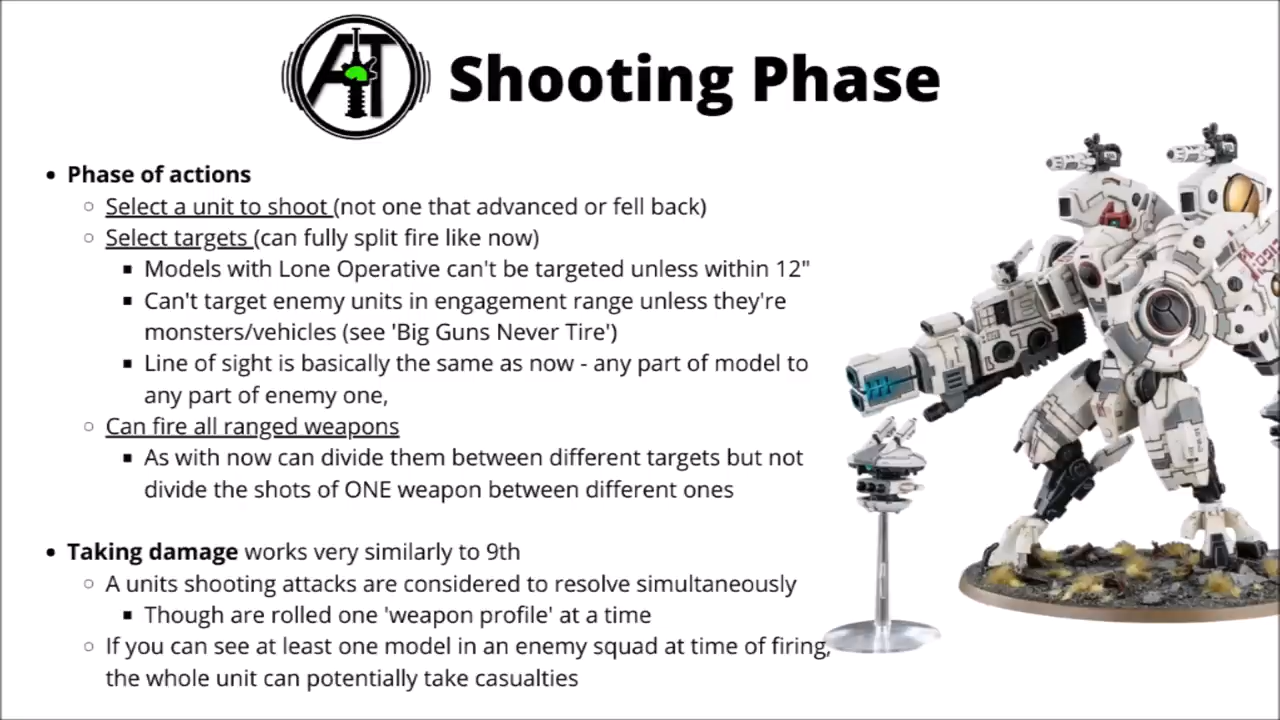 AT
Shooting Phase
Phase of actions
Select a unit to shoot (not one that advanced or fell back)
Select targets (can fully split fire like now)
Models with Lone Operative can't be targeted unless within 12"
Can't target enemy units in engagement range unless they're
monsters/vehicles (see 'Big Guns Never Tire')
Line of sight is basically the same as now - any part of model to
any part of enemy one,
Can fire all ranged weapons
As with now can divide them between different targets but not
divide the shots of ONE weapon between different ones
Taking damage works very similarly to 9th
A units shooting attacks are considered to resolve simultaneously
Though are rolled one 'weapon profile' at a time
If you can see at least one model in an enemy squad at time of firing,
the whole unit can potentially take casualties